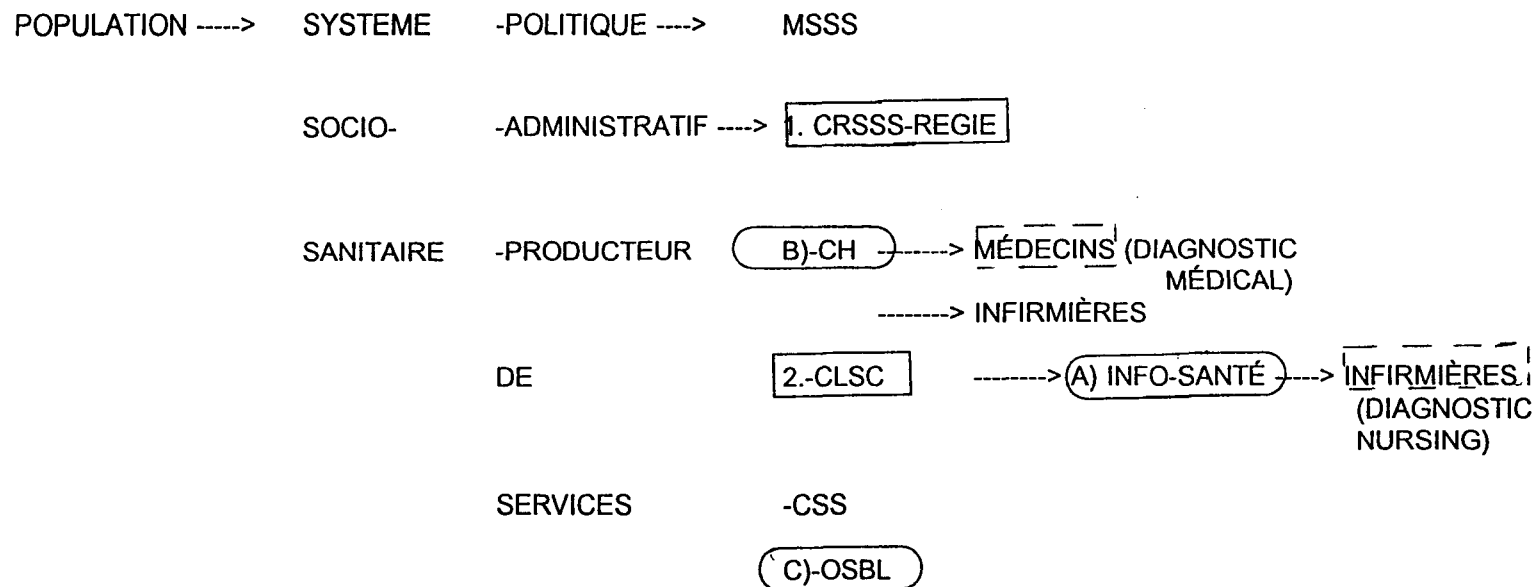 POPULATION -----> SYSTEME -POLITIQUE ----> MSSS
SOCIO- -ADMINISTRATIF ----> 1. CRSSS-REGIE
SANITAIRE -PRODUCTEUR B)-CH -------> MÉDECINS (DIAGNOSTIC
MÉDICAL)
--------> INFIRMIÈRES
DE 2.-CLSC -------->(A) INFO-SANTÉ ----> INFIRMIÈRES
(DIAGNOSTIC
NURSING)
SERVICES -CSS
C)-OSBL